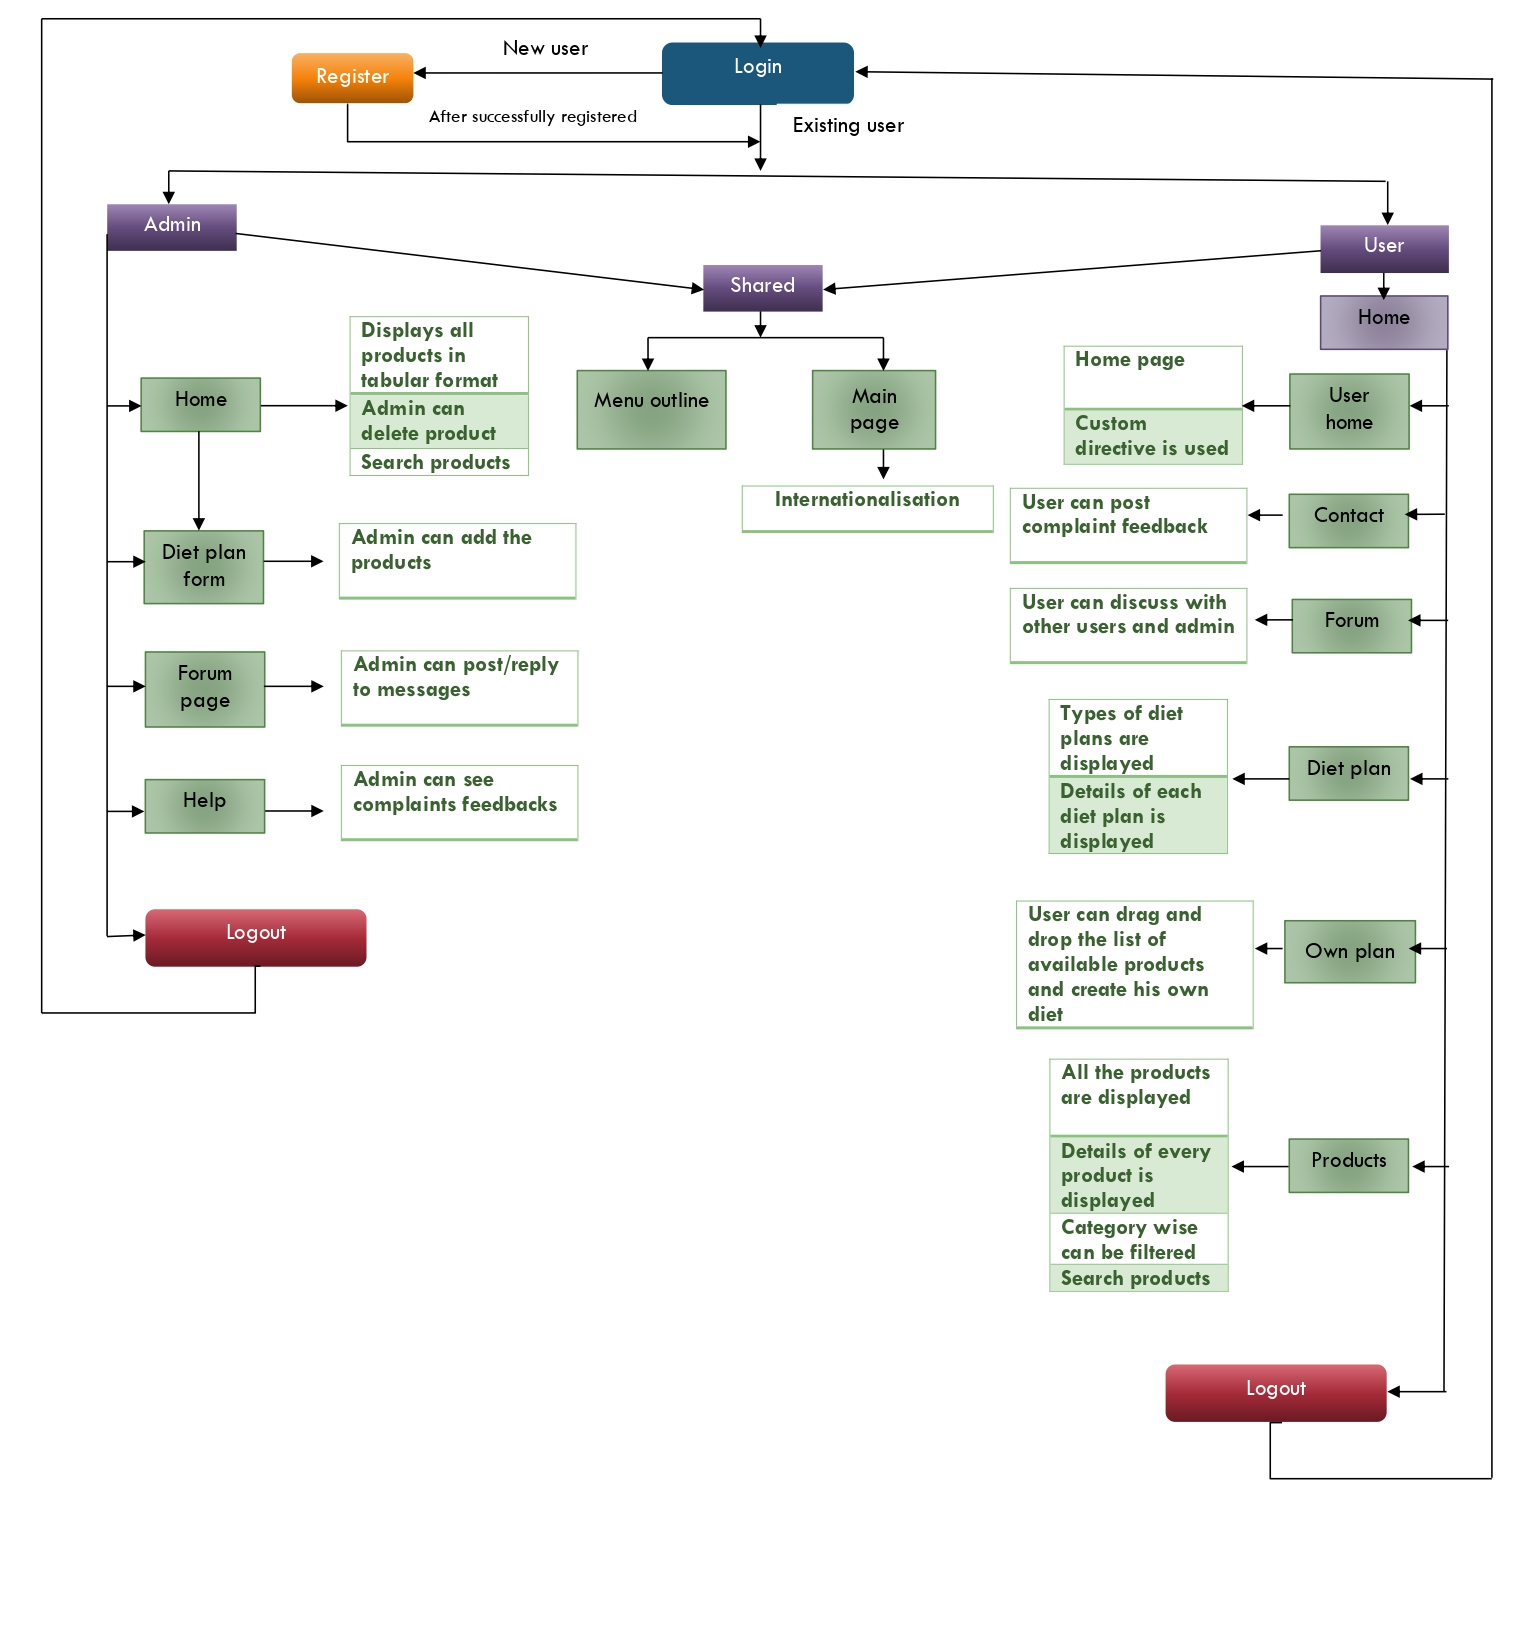 New user
Login
Register
After successfully registered
Existing user
Admin
User
Shared
Home
Displays all
products in
tabular format
Admin can
delete product
Search products
Home
Diet plan
form
Admin can add the
products
Forum
page
Admin can post/reply
to messages
Help
Admin can see
complaints feedbacks
Logout
Menu outline
Main
page
Internationalisation
Home page
Custom
directive is used
User
home
User can post
complaint feedback
Contact
User can discuss with
other users and admin
Forum
Types of diet
plans are
displayed
Details of each
diet plan is
displayed
Diet plan
User can drag and
drop the list of
available products
and create his own
diet
Own plan
All the products
are displayed
Details of every
product is
displayed
Category wise
can be filtered
Search products
Products
Logout